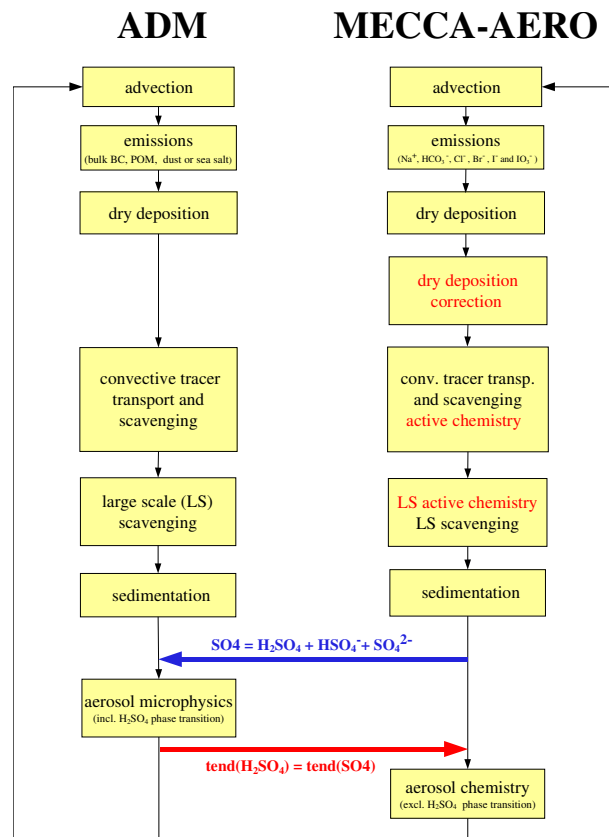 ADM
advection
emissions
(bulk BC, POM, dust or sea salt)
dry deposition
convective tracer
transport and
scavenging
large scale (LS)
scavenging
sedimentation
aerosol microphysics
(incl. H₂SO₄ phase transition)
MECCA-AERO
advection
emissions
(Na⁺, HCO₃⁻, Cl⁻, Br⁻, I⁻ and IO₃⁻)
dry deposition
dry deposition
correction
conv. tracer transp.
and scavenging
active chemistry
LS active chemistry
LS scavenging
sedimentation
SO4 = H₂SO₄ + HSO₄⁻+ SO₄²⁻
tend(H₂SO₄) = tend(SO4)
aerosol chemistry
(excl. H₂SO₄ phase transition)